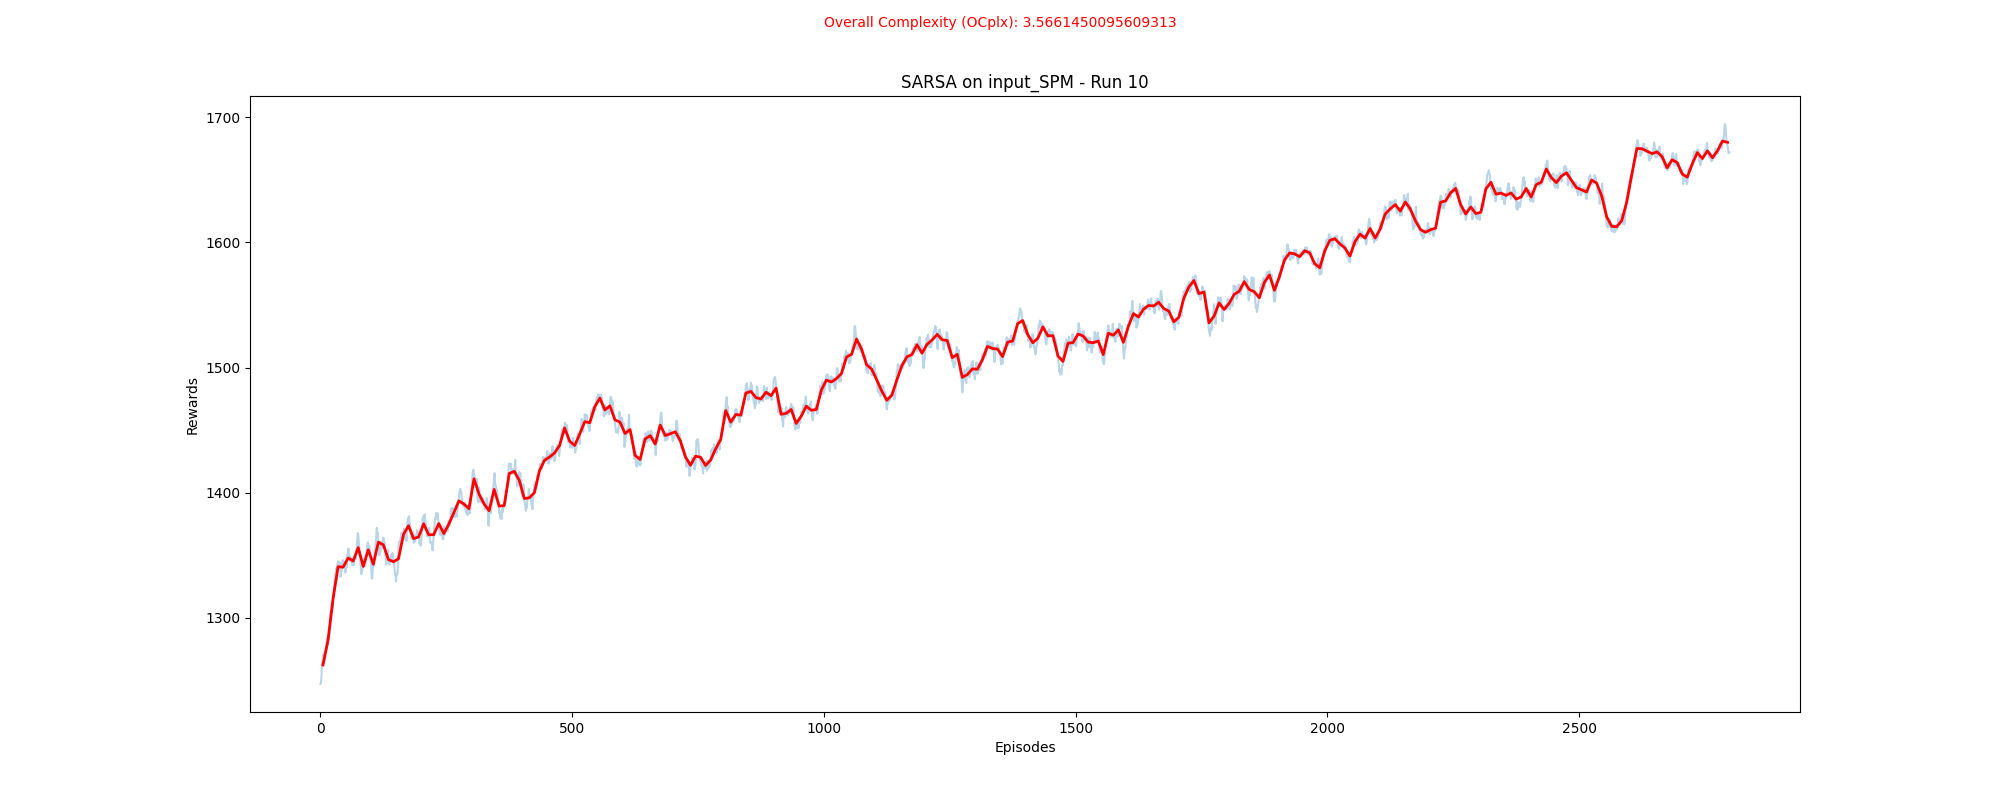 Overall Complexity (OCplx): 3.5661450095609313
SARSA on input_SPM - Run 10
1700
1600
1500
1400
1300
Rewards
0 500 1000 1500 2000 2500
Episodes